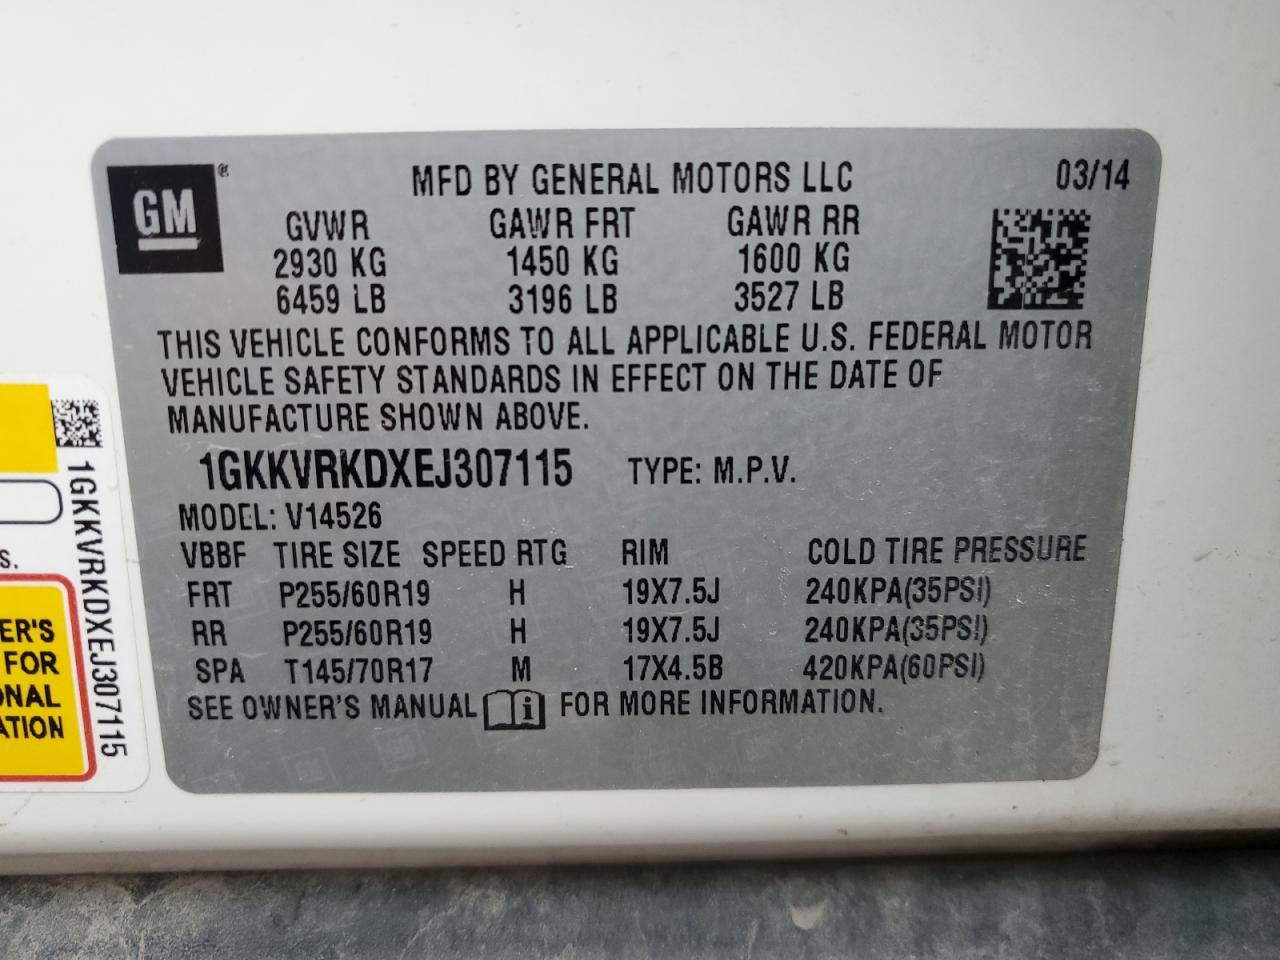 GM ®
MFD BY GENERAL MOTORS LLC 03/14
GVWR GAWR FRT GAWR RR
2930 KG 1450 KG 1600 KG
6459 LB 3196 LB 3527 LB
THIS VEHICLE CONFORMS TO ALL APPLICABLE U.S. FEDERAL MOTOR
VEHICLE SAFETY STANDARDS IN EFFECT ON THE DATE OF
MANUFACTURE SHOWN ABOVE.
1GKKVRKDXEJ307115 TYPE: M.P.V.
MODEL: V14526
VBBF TIRE SIZE SPEED RTG RIM COLD TIRE PRESSURE
FRT P255/60R19 H 19X7.5J 240KPA(35PSI)
RR P255/60R19 H 19X7.5J 240KPA(35PSI)
SPA T145/70R17 M 17X4.5B 420KPA(60PSI)
SEE OWNER'S MANUAL i FOR MORE INFORMATION.
1GKKVRKDXEJ307115
S.
ER'S
FOR
ONAL
ATION